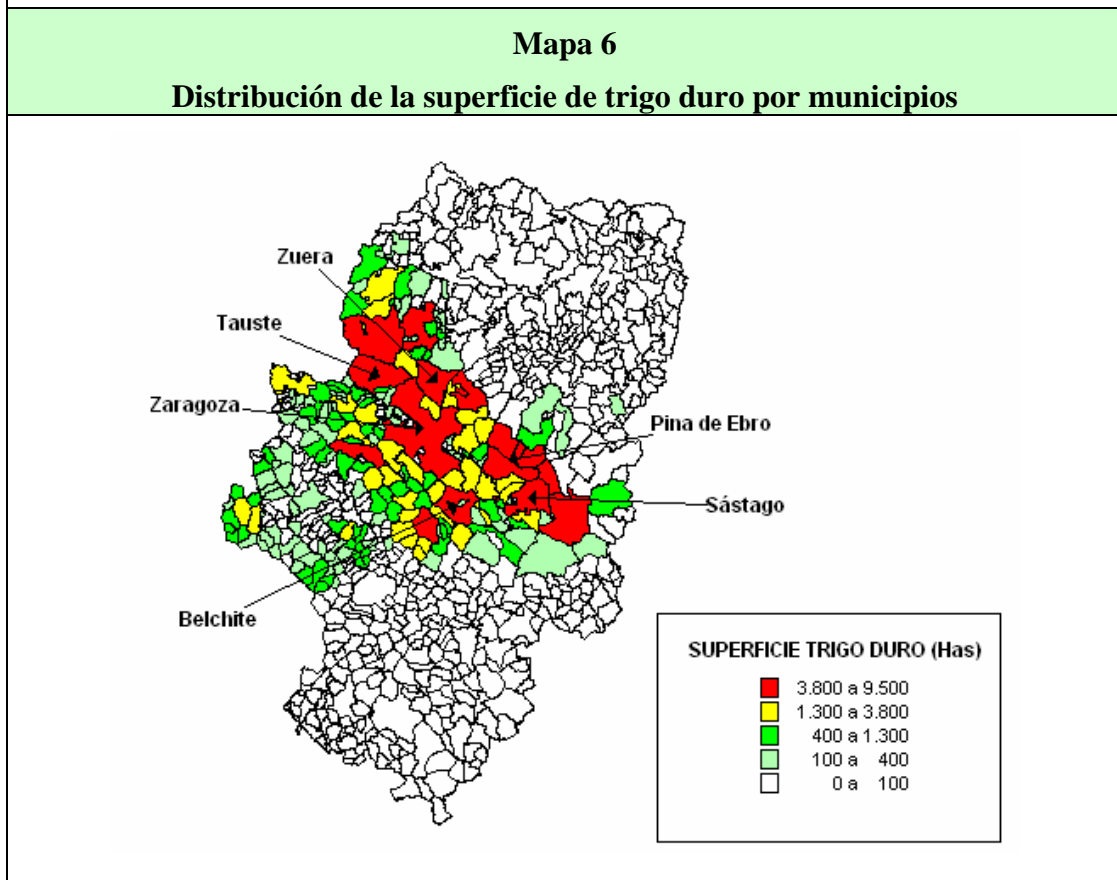 Mapa 6
Distribución de la superficie de trigo duro por municipios
Zuera
Tauste
Zaragoza
Pina de Ebro
Sástago
Belchite
SUPERFICIE TRIGO DURO (Has)
3.800 a 9.500
1.300 a 3.800
400 a 1.300
100 a 400
0 a 100